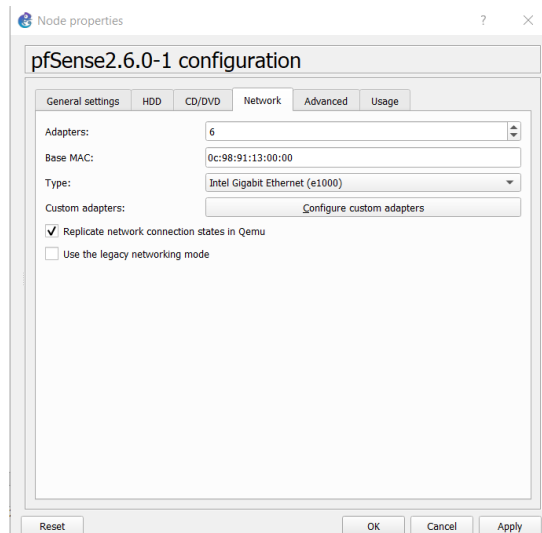 Node properties
pfSense2.6.0-1 configuration
General settings HDD CD/DVD Network Advanced Usage
Adapters: 6
Base MAC: 0c:98:91:13:00:00
Type: Intel Gigabit Ethernet (e1000)
Custom adapters: Configure custom adapters
Replicate network connection states in Qemu
Use the legacy networking mode
Reset OK Cancel Apply